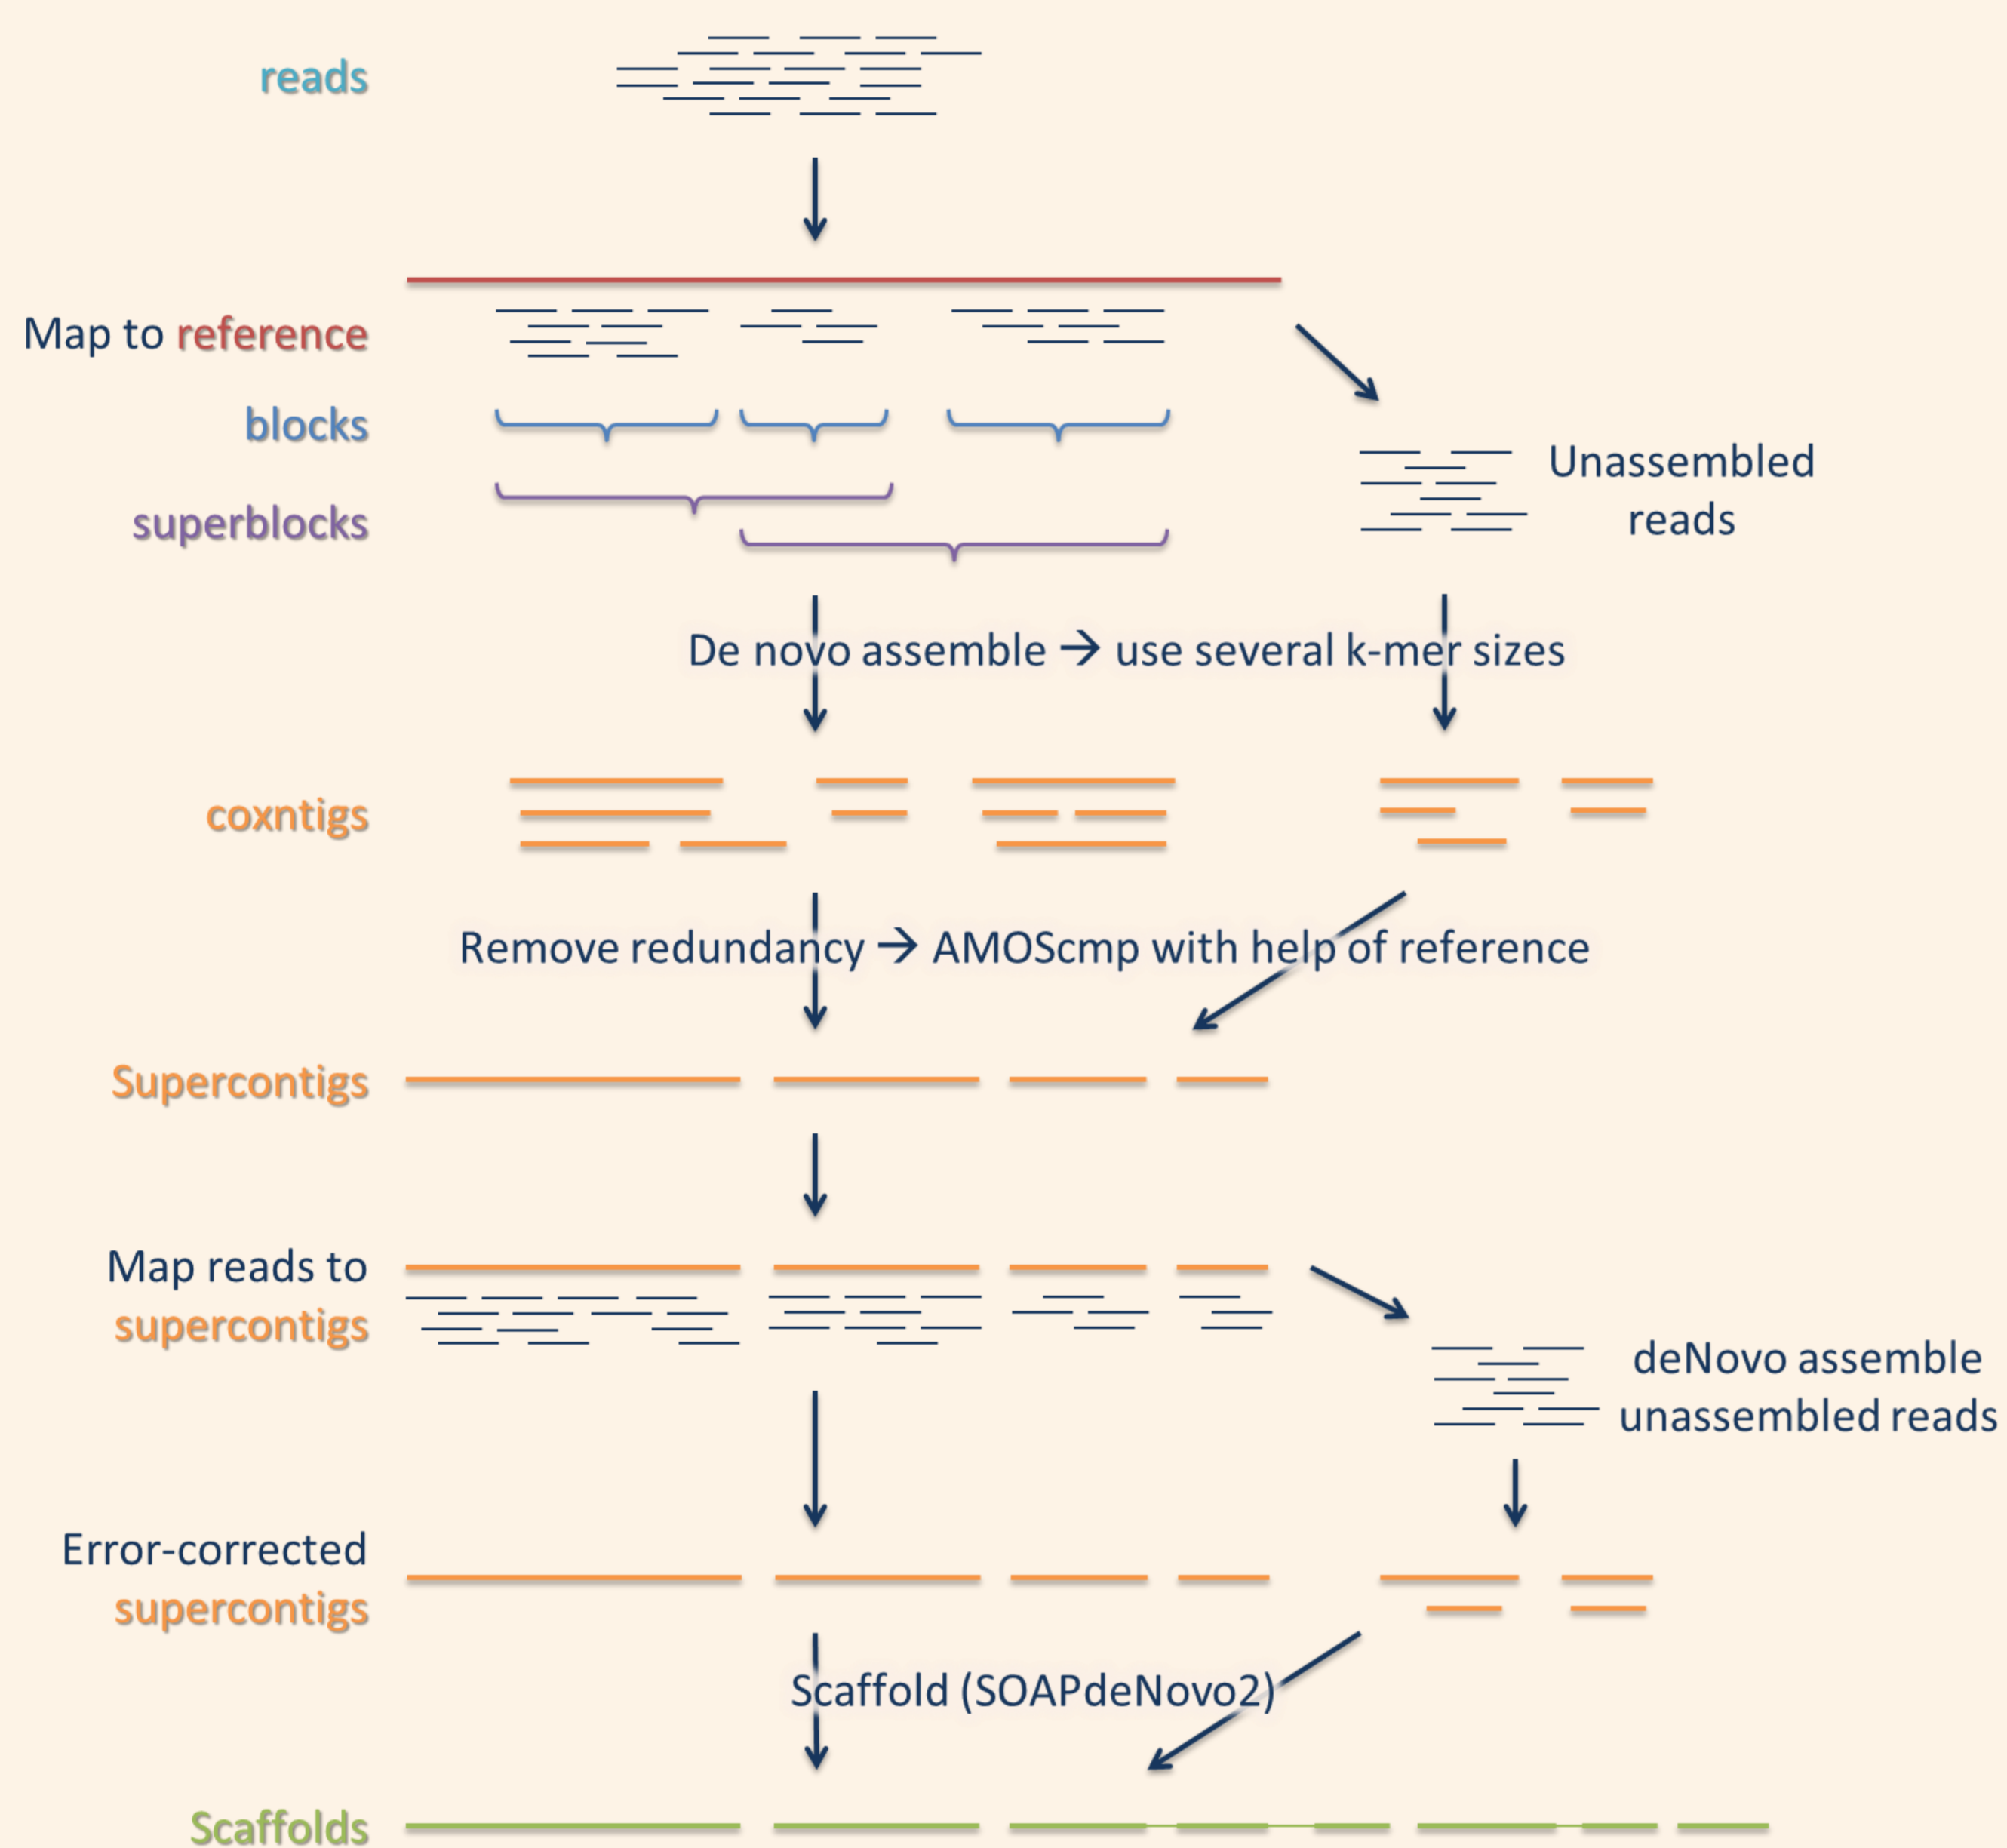 reads
Map to reference
blocks
superblocks
Unassembled
reads
De novo assemble → use several k-mer sizes
coxntigs
Remove redundancy → AMOScmp with help of reference
Supercontigs
Map reads to
supercontigs
deNovo assemble
unassembled reads
Error-corrected
supercontigs
Scaffold (SOAPdeNovo2)
Scaffolds